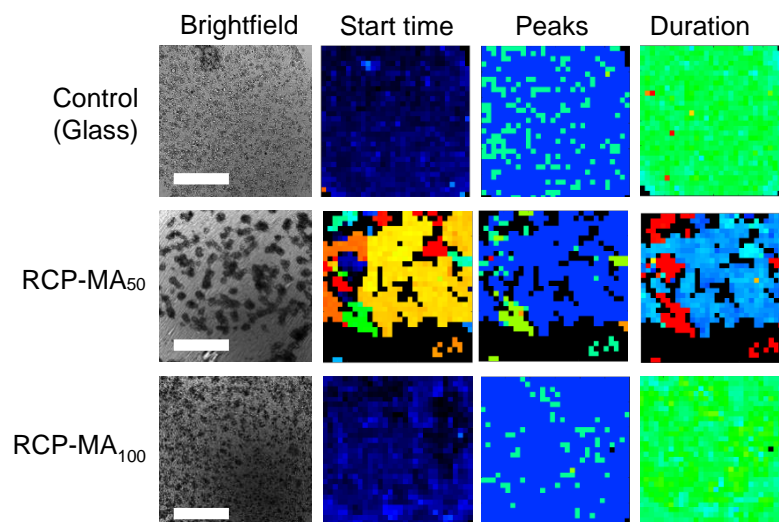 Brightfield Start time Peaks Duration
Control
(Glass)
RCP-MA₅₀
RCP-MA₁₀₀